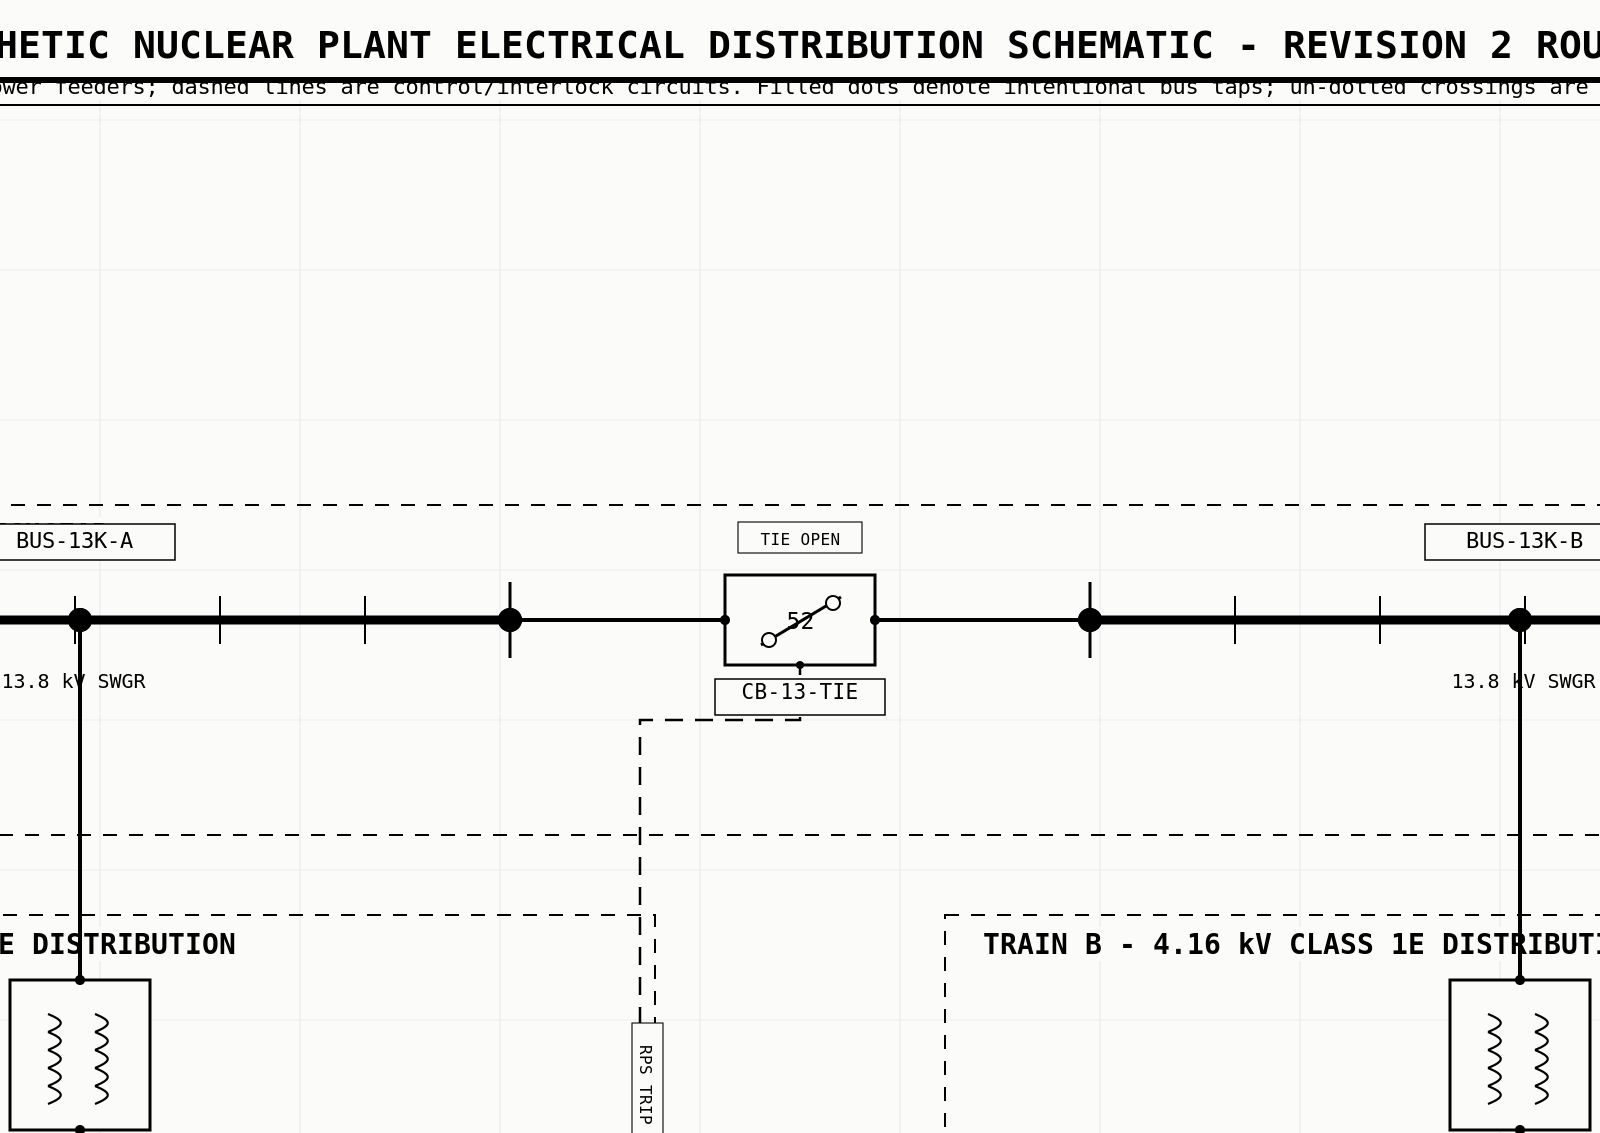 HETIC NUCLEAR PLANT ELECTRICAL DISTRIBUTION SCHEMATIC - REVISION 2 ROU
ower feeders; dashed lines are control/interlock circuits. Filled dots denote intentional bus taps; un-dotted crossings are
BUS-13K-A
TIE OPEN
BUS-13K-B
52
13.8 kV SWGR
CB-13-TIE
13.8 kV SWGR
E DISTRIBUTION
TRAIN B - 4.16 kV CLASS 1E DISTRIBUTI
RPS TRIP